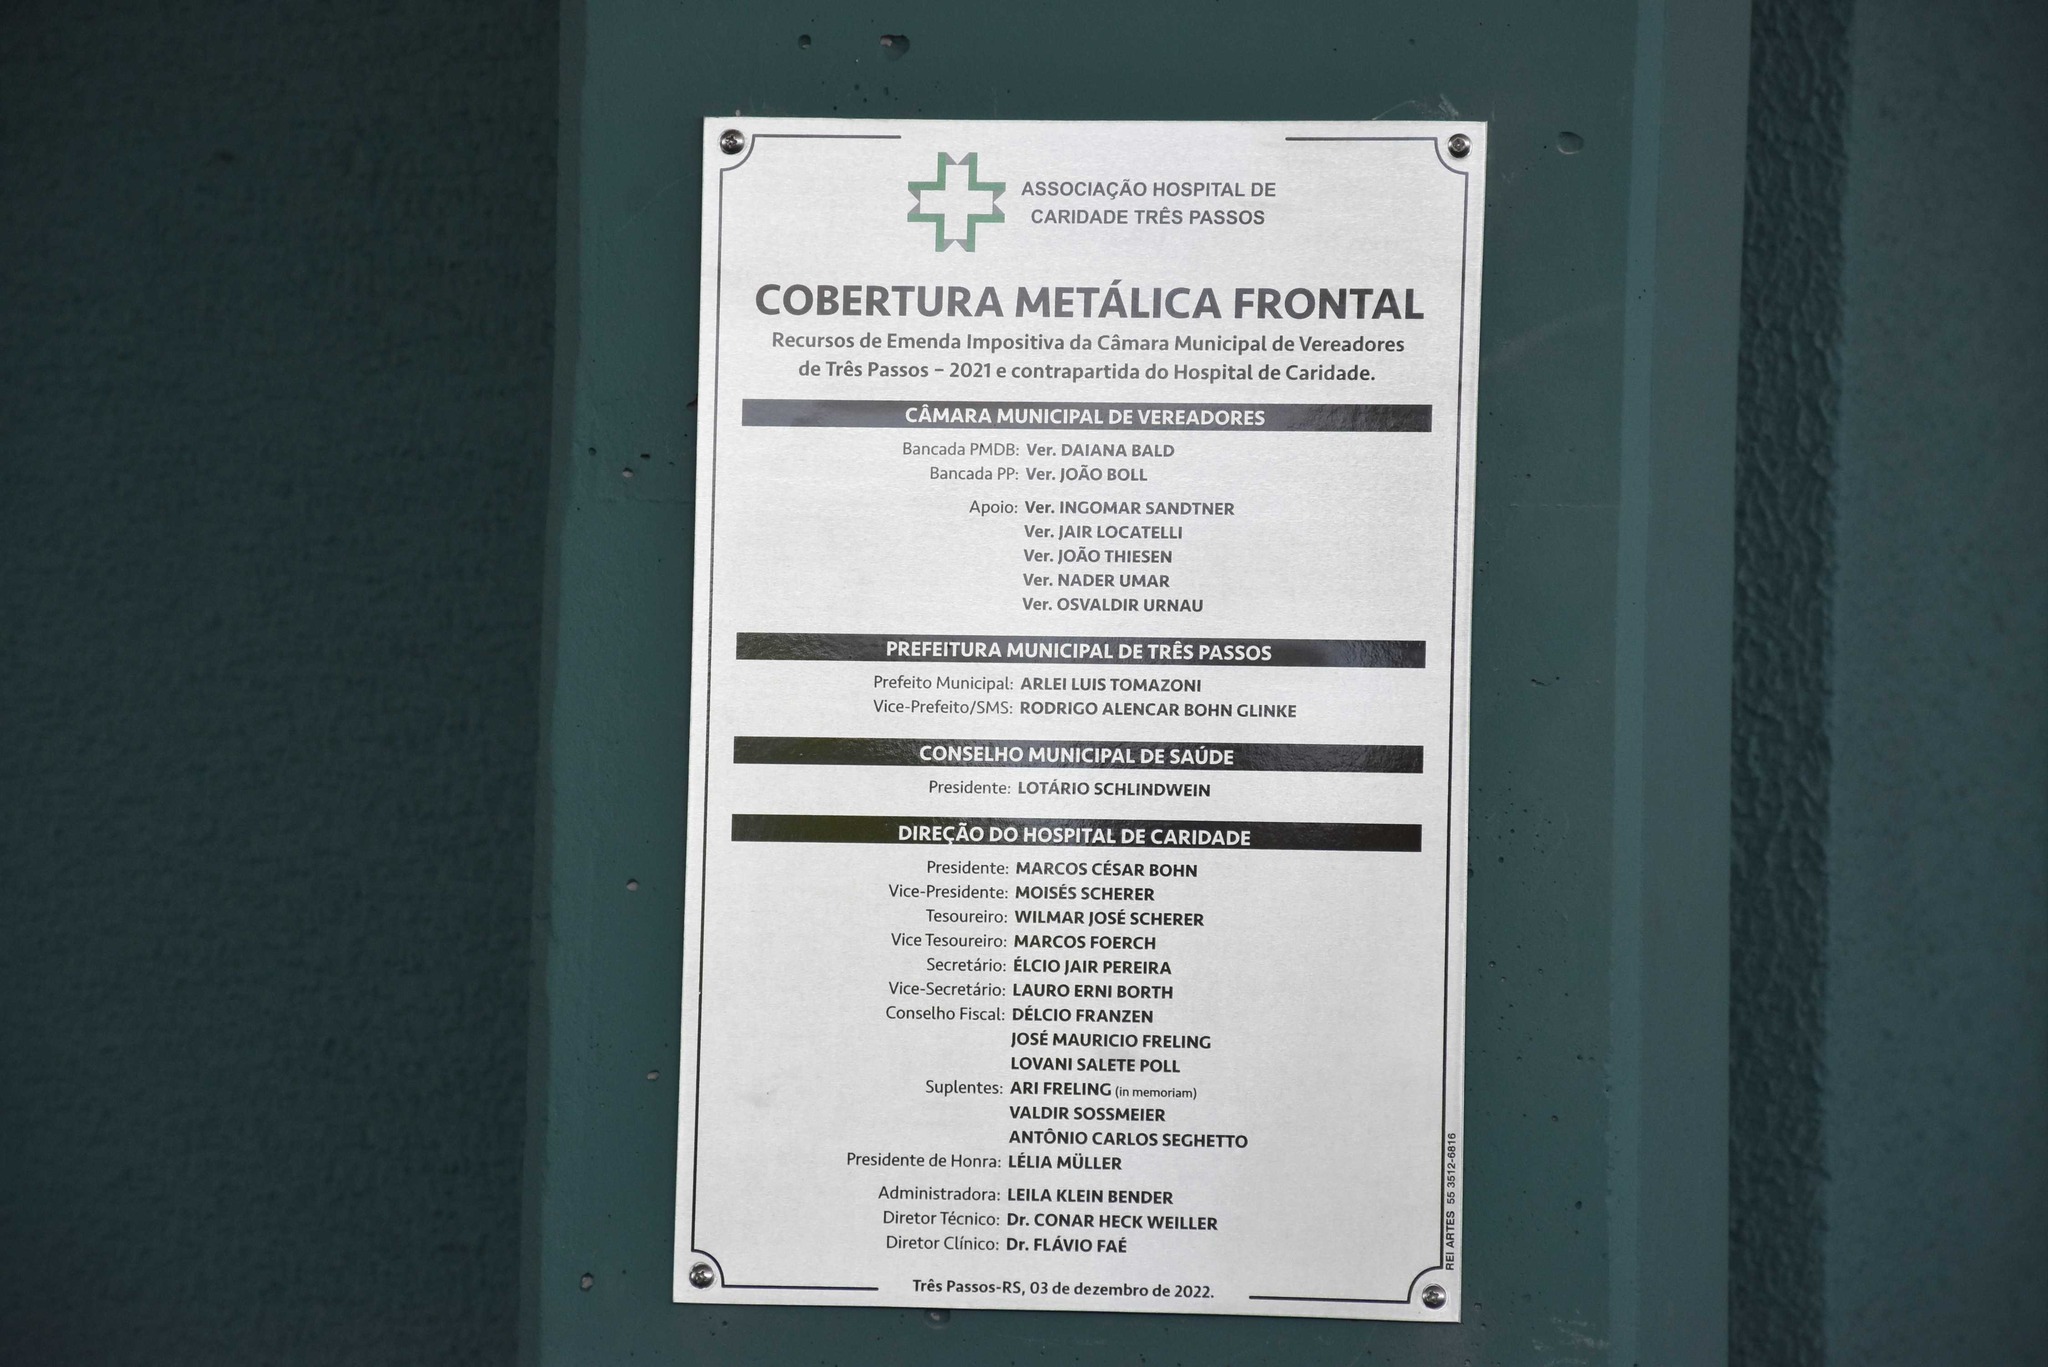 ASSOCIAÇÃO HOSPITAL DE
CARIDADE TRÊS PASSOS
COBERTURA METÁLICA FRONTAL
Recursos de Emenda Impositiva da Câmara Municipal de Vereadores
de Três Passos – 2021 e contrapartida do Hospital de Caridade.
CÂMARA MUNICIPAL DE VEREADORES
Bancada PMDB: Ver. DAIANA BALD
Bancada PP: Ver. JOÃO BOLL
Apoio: Ver. INGOMAR SANDTNER
Ver. JAIR LOCATELLI
Ver. JOÃO THIESEN
Ver. NADER UMAR
Ver. OSVALDIR URNAU
PREFEITURA MUNICIPAL DE TRÊS PASSOS
Prefeito Municipal: ARLEI LUIS TOMAZONI
Vice-Prefeito/SMS: RODRIGO ALENCAR BOHN GLINKE
CONSELHO MUNICIPAL DE SAÚDE
Presidente: LOTÁRIO SCHLINDWEIN
DIREÇÃO DO HOSPITAL DE CARIDADE
Presidente: MARCOS CÉSAR BOHN
Vice-Presidente: MOISÉS SCHERER
Tesoureiro: WILMAR JOSÉ SCHERER
Vice Tesoureiro: MARCOS FOERCH
Secretário: ÉLCIO JAIR PEREIRA
Vice-Secretário: LAURO ERNI BORTH
Conselho Fiscal: DÉLCIO FRANZEN
JOSÉ MAURICIO FRELING
LOVANI SALETE POLL
Suplentes: ARI FRELING (in memoriam)
VALDIR SOSSMEIER
ANTÔNIO CARLOS SEGHETTO
Presidente de Honra: LÉLIA MÜLLER
Administradora: LEILA KLEIN BENDER
Diretor Técnico: Dr. CONAR HECK WEILLER
Diretor Clínico: Dr. FLÁVIO FAÉ
Três Passos-RS, 03 de dezembro de 2022.
REI ARTES 55 3512-6816